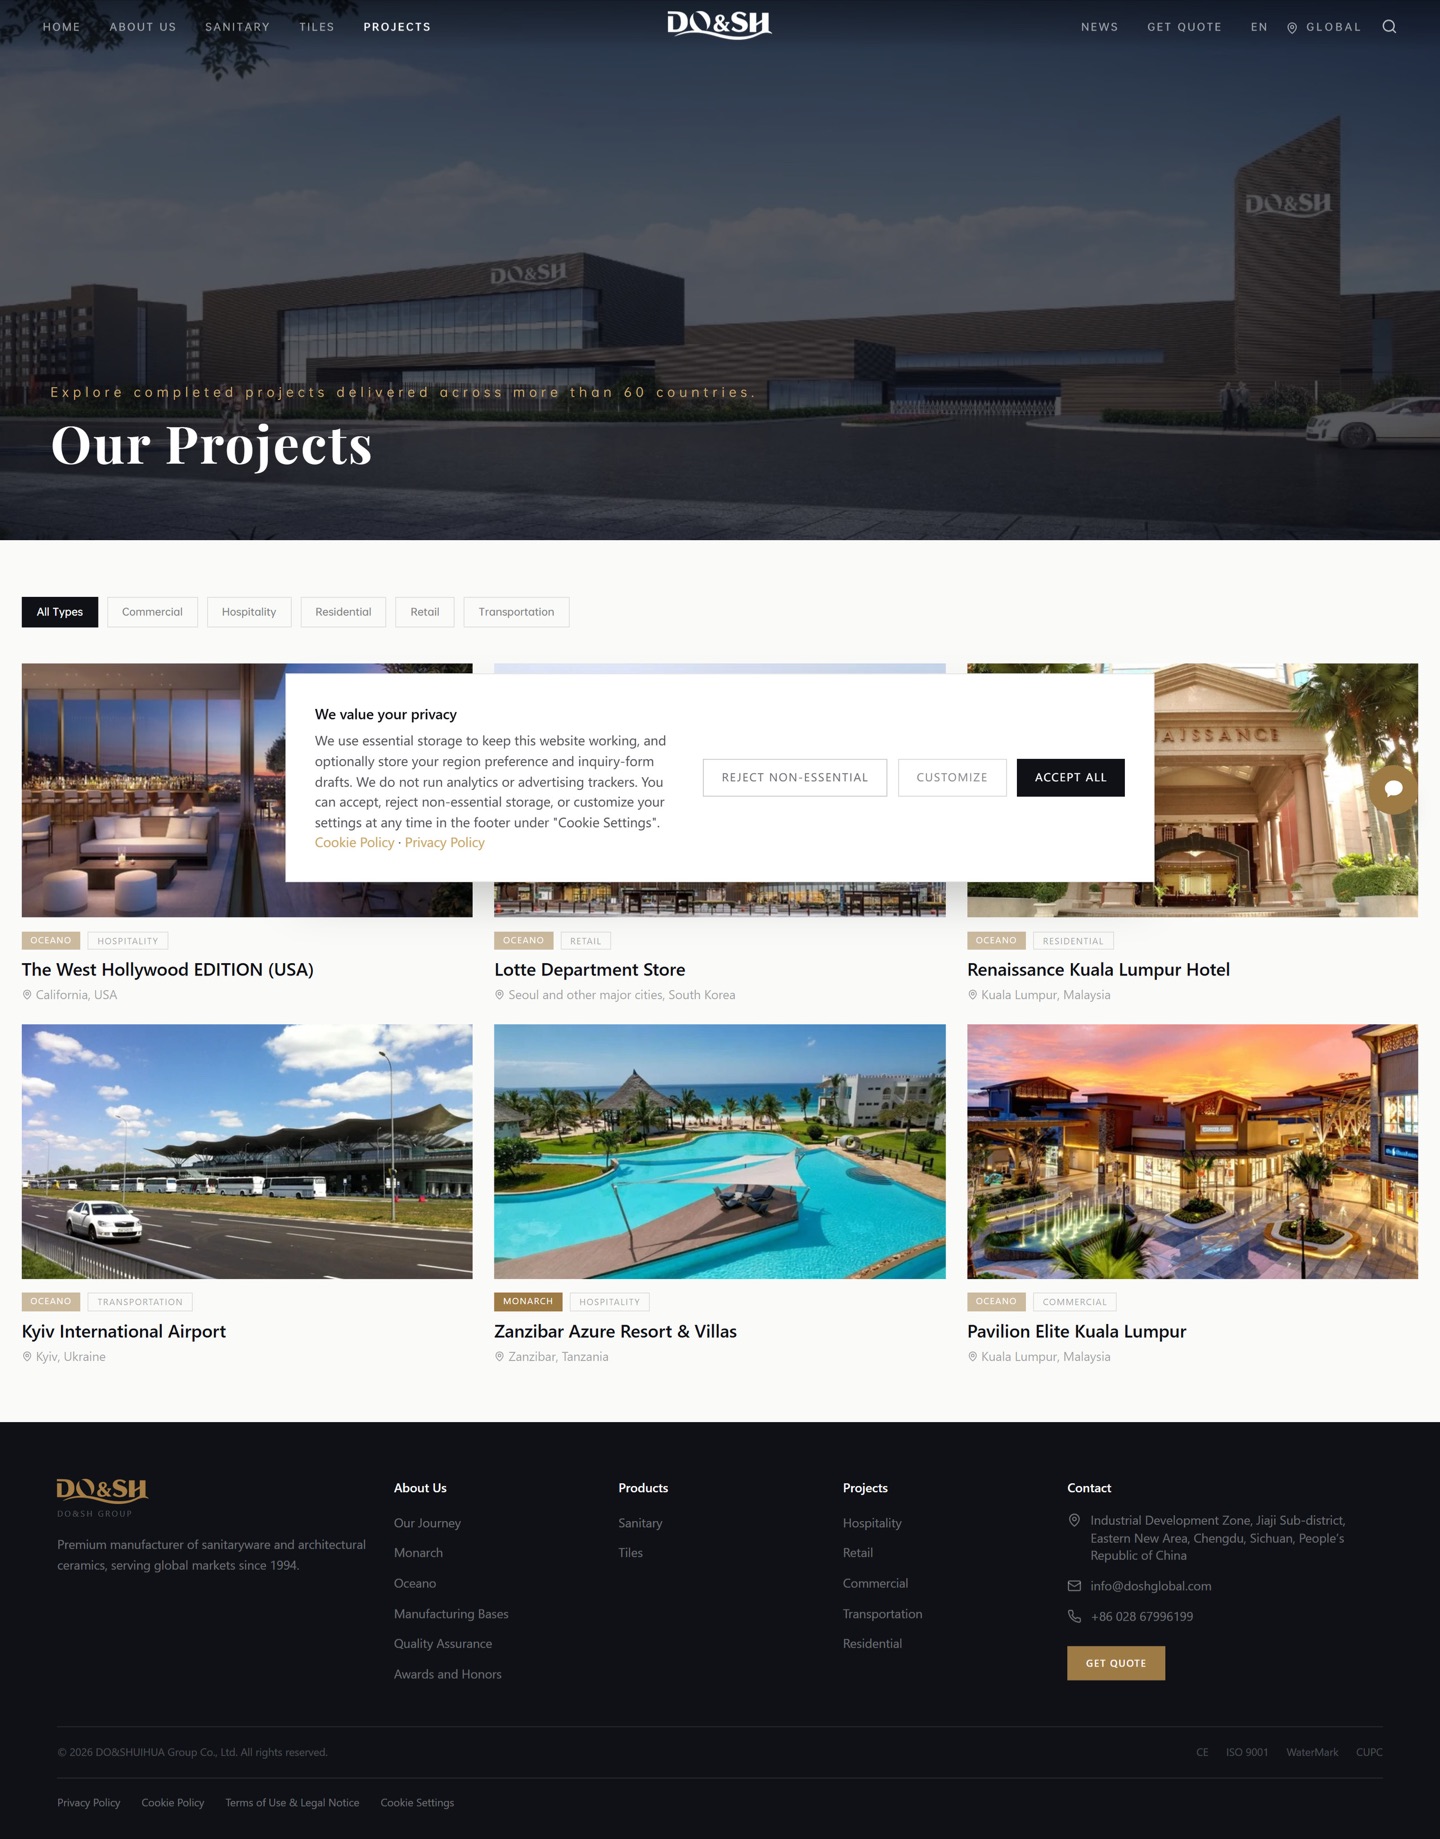 HOME ABOUT US SANITARY TILES PROJECTS
DO&SH
NEWS GET QUOTE EN GLOBAL
DO&SH
DO&SH
Explore completed projects delivered across more than 60 countries.
Our Projects
All Types Commercial Hospitality Residential Retail Transportation
We value your privacy
We use essential storage to keep this website working, and
optionally store your region preference and inquiry-form
drafts. We do not run analytics or advertising trackers. You
can accept, reject non-essential storage, or customize your
settings at any time in the footer under "Cookie Settings".
Cookie Policy · Privacy Policy
REJECT NON-ESSENTIAL CUSTOMIZE ACCEPT ALL
OCEANO HOSPITALITY
The West Hollywood EDITION (USA)
California, USA
OCEANO RETAIL
Lotte Department Store
Seoul and other major cities, South Korea
OCEANO RESIDENTIAL
Renaissance Kuala Lumpur Hotel
Kuala Lumpur, Malaysia
OCEANO TRANSPORTATION
Kyiv International Airport
Kyiv, Ukraine
MONARCH HOSPITALITY
Zanzibar Azure Resort & Villas
Zanzibar, Tanzania
OCEANO COMMERCIAL
Pavilion Elite Kuala Lumpur
Kuala Lumpur, Malaysia
DO&SH
DO&SH GROUP
Premium manufacturer of sanitaryware and architectural
ceramics, serving global markets since 1994.
About Us
Our Journey
Monarch
Oceano
Manufacturing Bases
Quality Assurance
Awards and Honors
Products
Sanitary
Tiles
Projects
Hospitality
Retail
Commercial
Transportation
Residential
Contact
Industrial Development Zone, Jiaji Sub-district,
Eastern New Area, Chengdu, Sichuan, People's
Republic of China
info@doshglobal.com
+86 028 67996199
GET QUOTE
© 2026 DO&SHUIHUA Group Co., Ltd. All rights reserved.
CE ISO 9001 WaterMark CUPC
Privacy Policy Cookie Policy Terms of Use & Legal Notice Cookie Settings